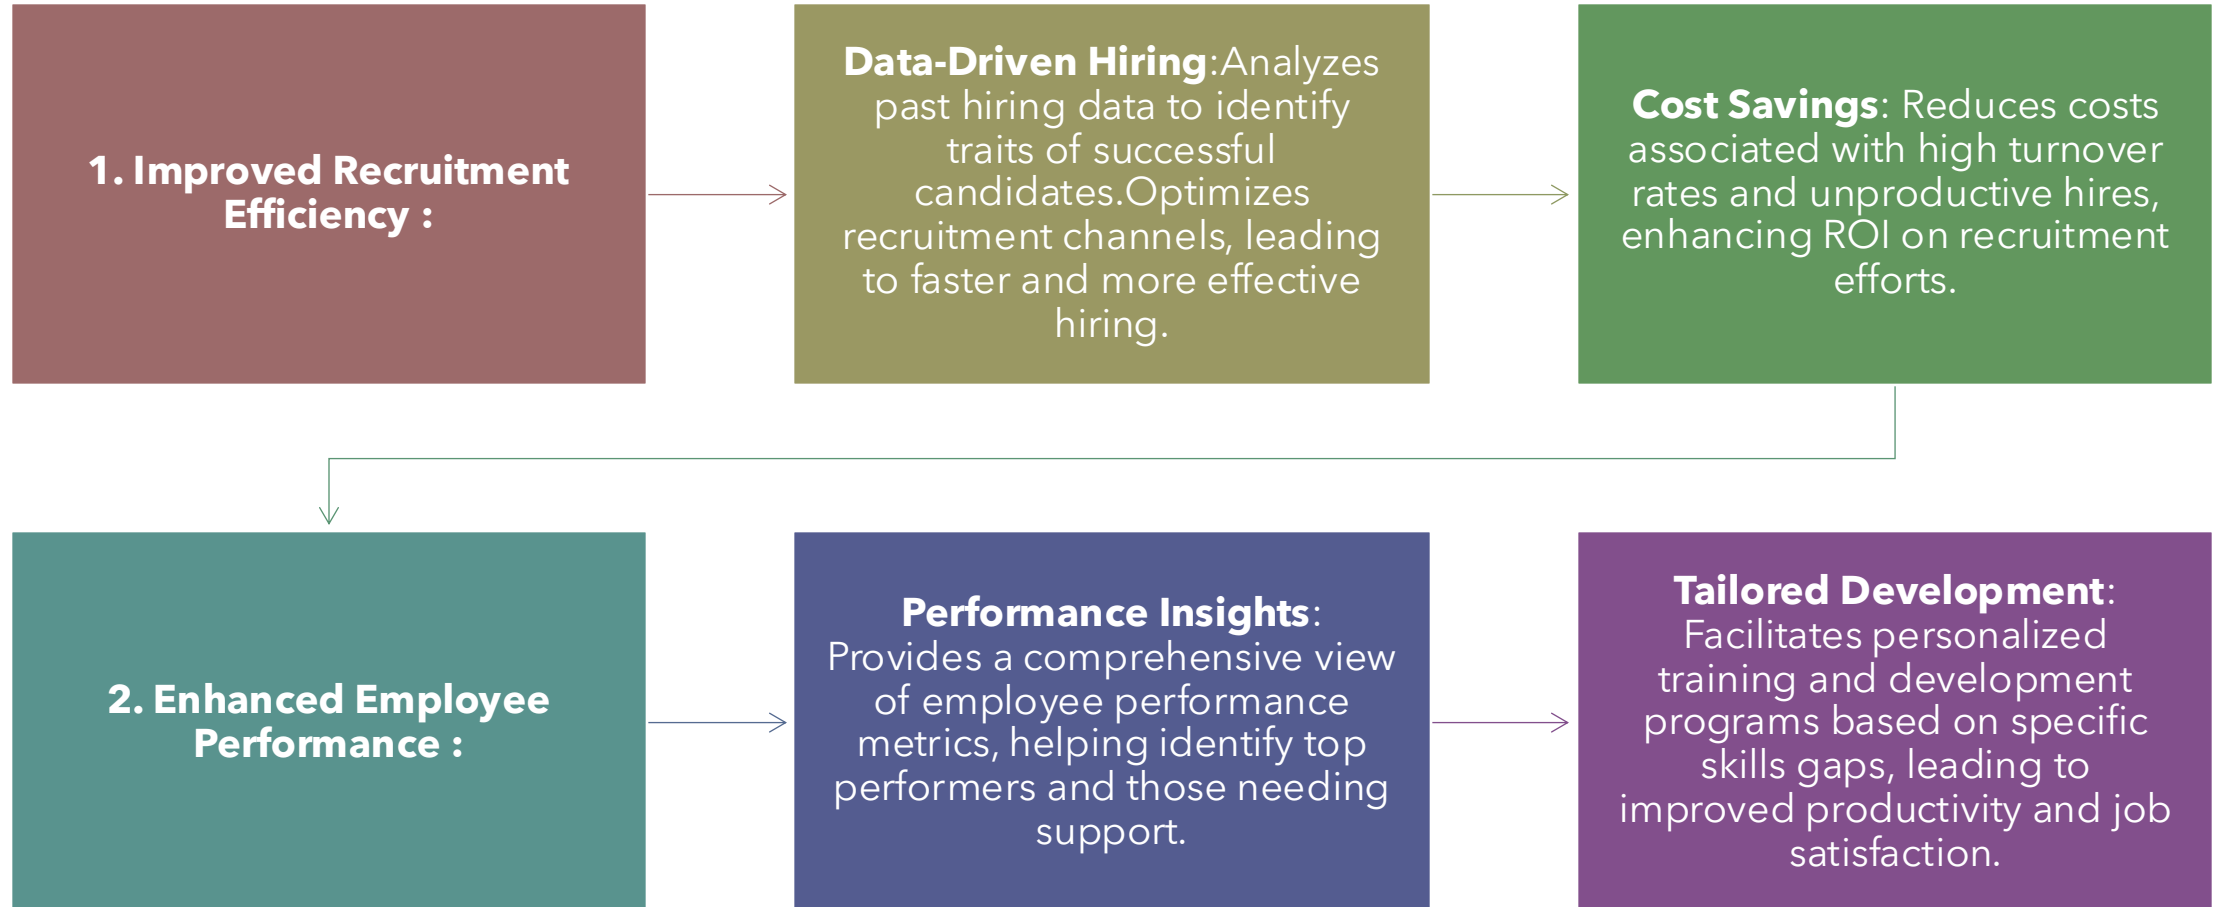 1. Improved Recruitment
Efficiency :
Data-Driven Hiring:Analyzes
past hiring data to identify
traits of successful
candidates.Optimizes
recruitment channels, leading
to faster and more effective
hiring.
Cost Savings: Reduces costs
associated with high turnover
rates and unproductive hires,
enhancing ROI on recruitment
efforts.
2. Enhanced Employee
Performance :
Performance Insights:
Provides a comprehensive view
of employee performance
metrics, helping identify top
performers and those needing
support.
Tailored Development:
Facilitates personalized
training and development
programs based on specific
skills gaps, leading to
improved productivity and job
satisfaction.